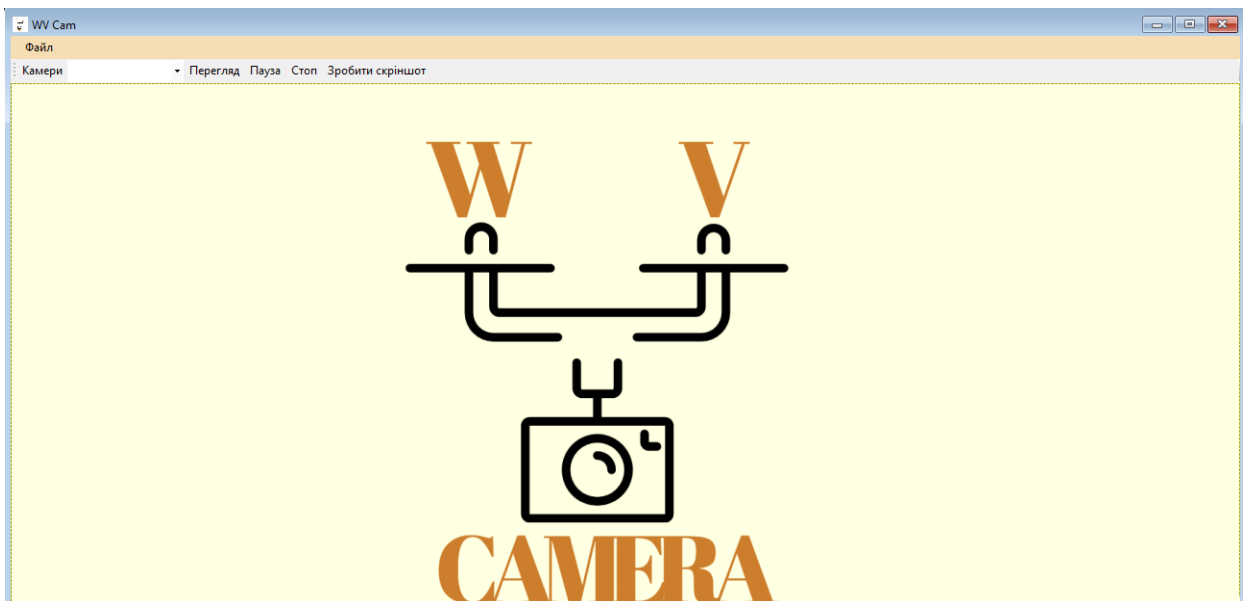 WV Cam
Файл
Камери Перегляд Пауза Стоп Зробити скріншот
W V
CAMERA